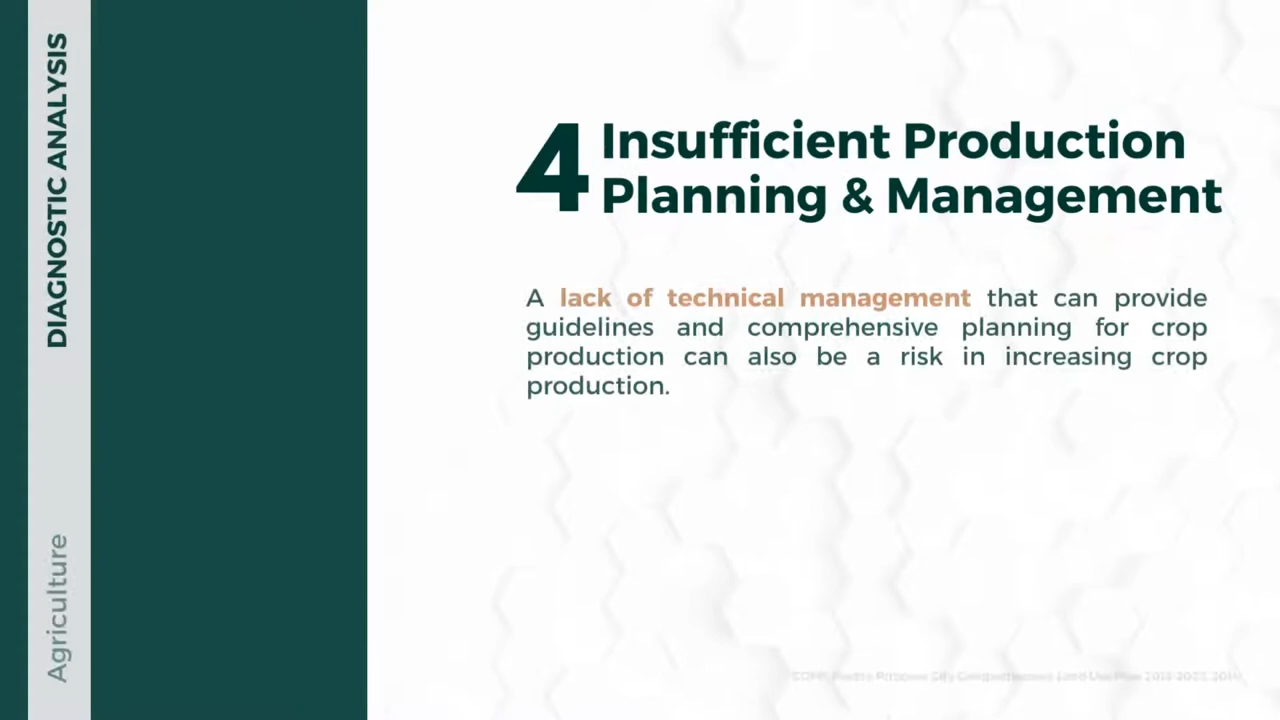 DIAGNOSTIC ANALYSIS
Agriculture
4
Insufficient Production
Planning & Management
A lack of technical management that can provide
guidelines and comprehensive planning for crop
production can also be a risk in increasing crop
production.